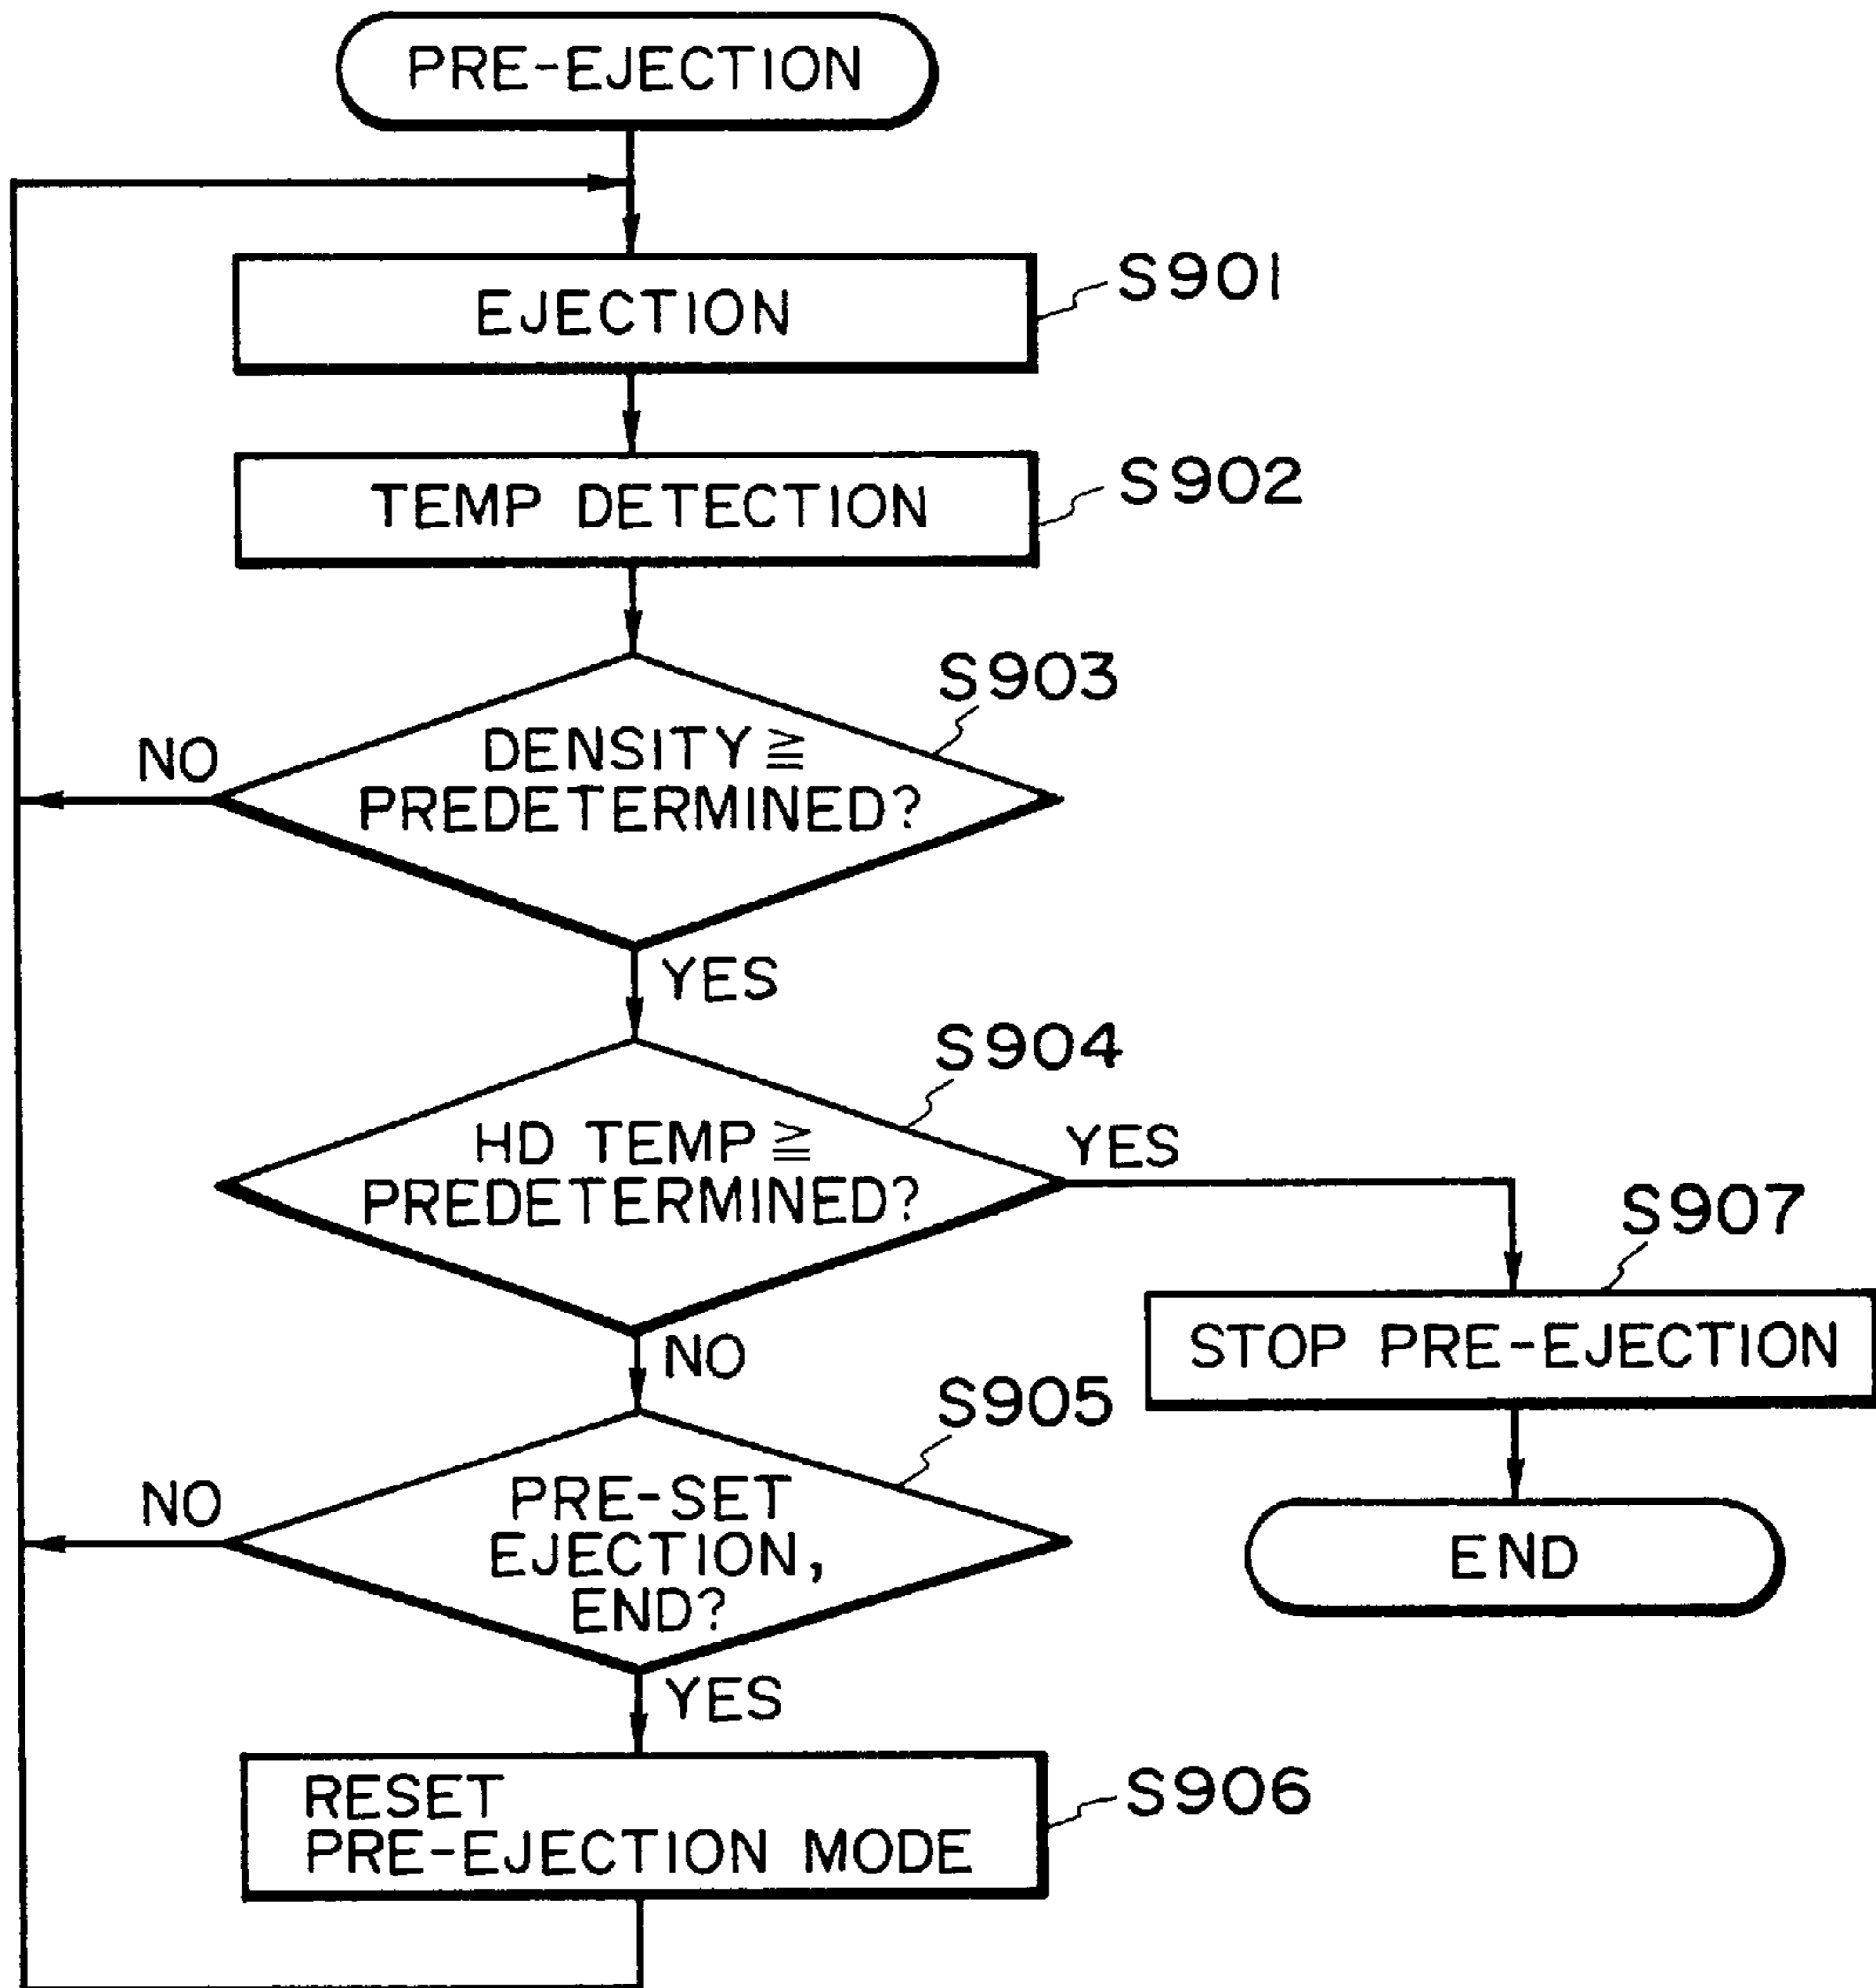 PRE-EJECTION
EJECTION
S901
TEMP DETECTION
S902
S903
DENSITY ≧
PREDETERMINED?
NO
YES
S904
HD TEMP ≧
PREDETERMINED?
YES
NO
S907
STOP PRE-EJECTION
END
S905
PRE-SET
EJECTION,
END?
NO
YES
RESET
PRE-EJECTION MODE
S906